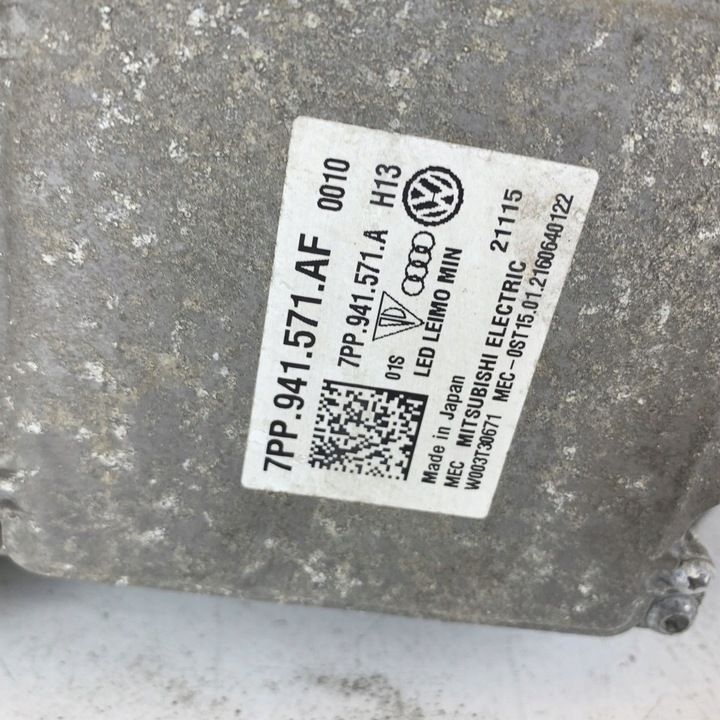 7PP.941.571.AF 0010
7PP.941.571.A H13
01S
LED LEIMO MIN
Made in Japan
MEC MITSUBISHI ELECTRIC 21115
W003T30671 MEC-0ST15.01.2160640122